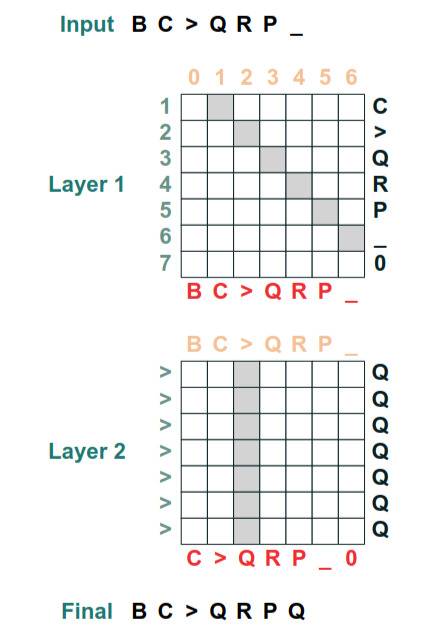 Input B C > Q R P _
0 1 2 3 4 5 6
1 C
2 >
3 Q
Layer 1 4 R
5 P
6 _
7 0
B C > Q R P _
B C > Q R P _
> Q
> Q
> Q
Layer 2 > Q
> Q
> Q
> Q
C > Q R P _ 0
Final B C > Q R P Q